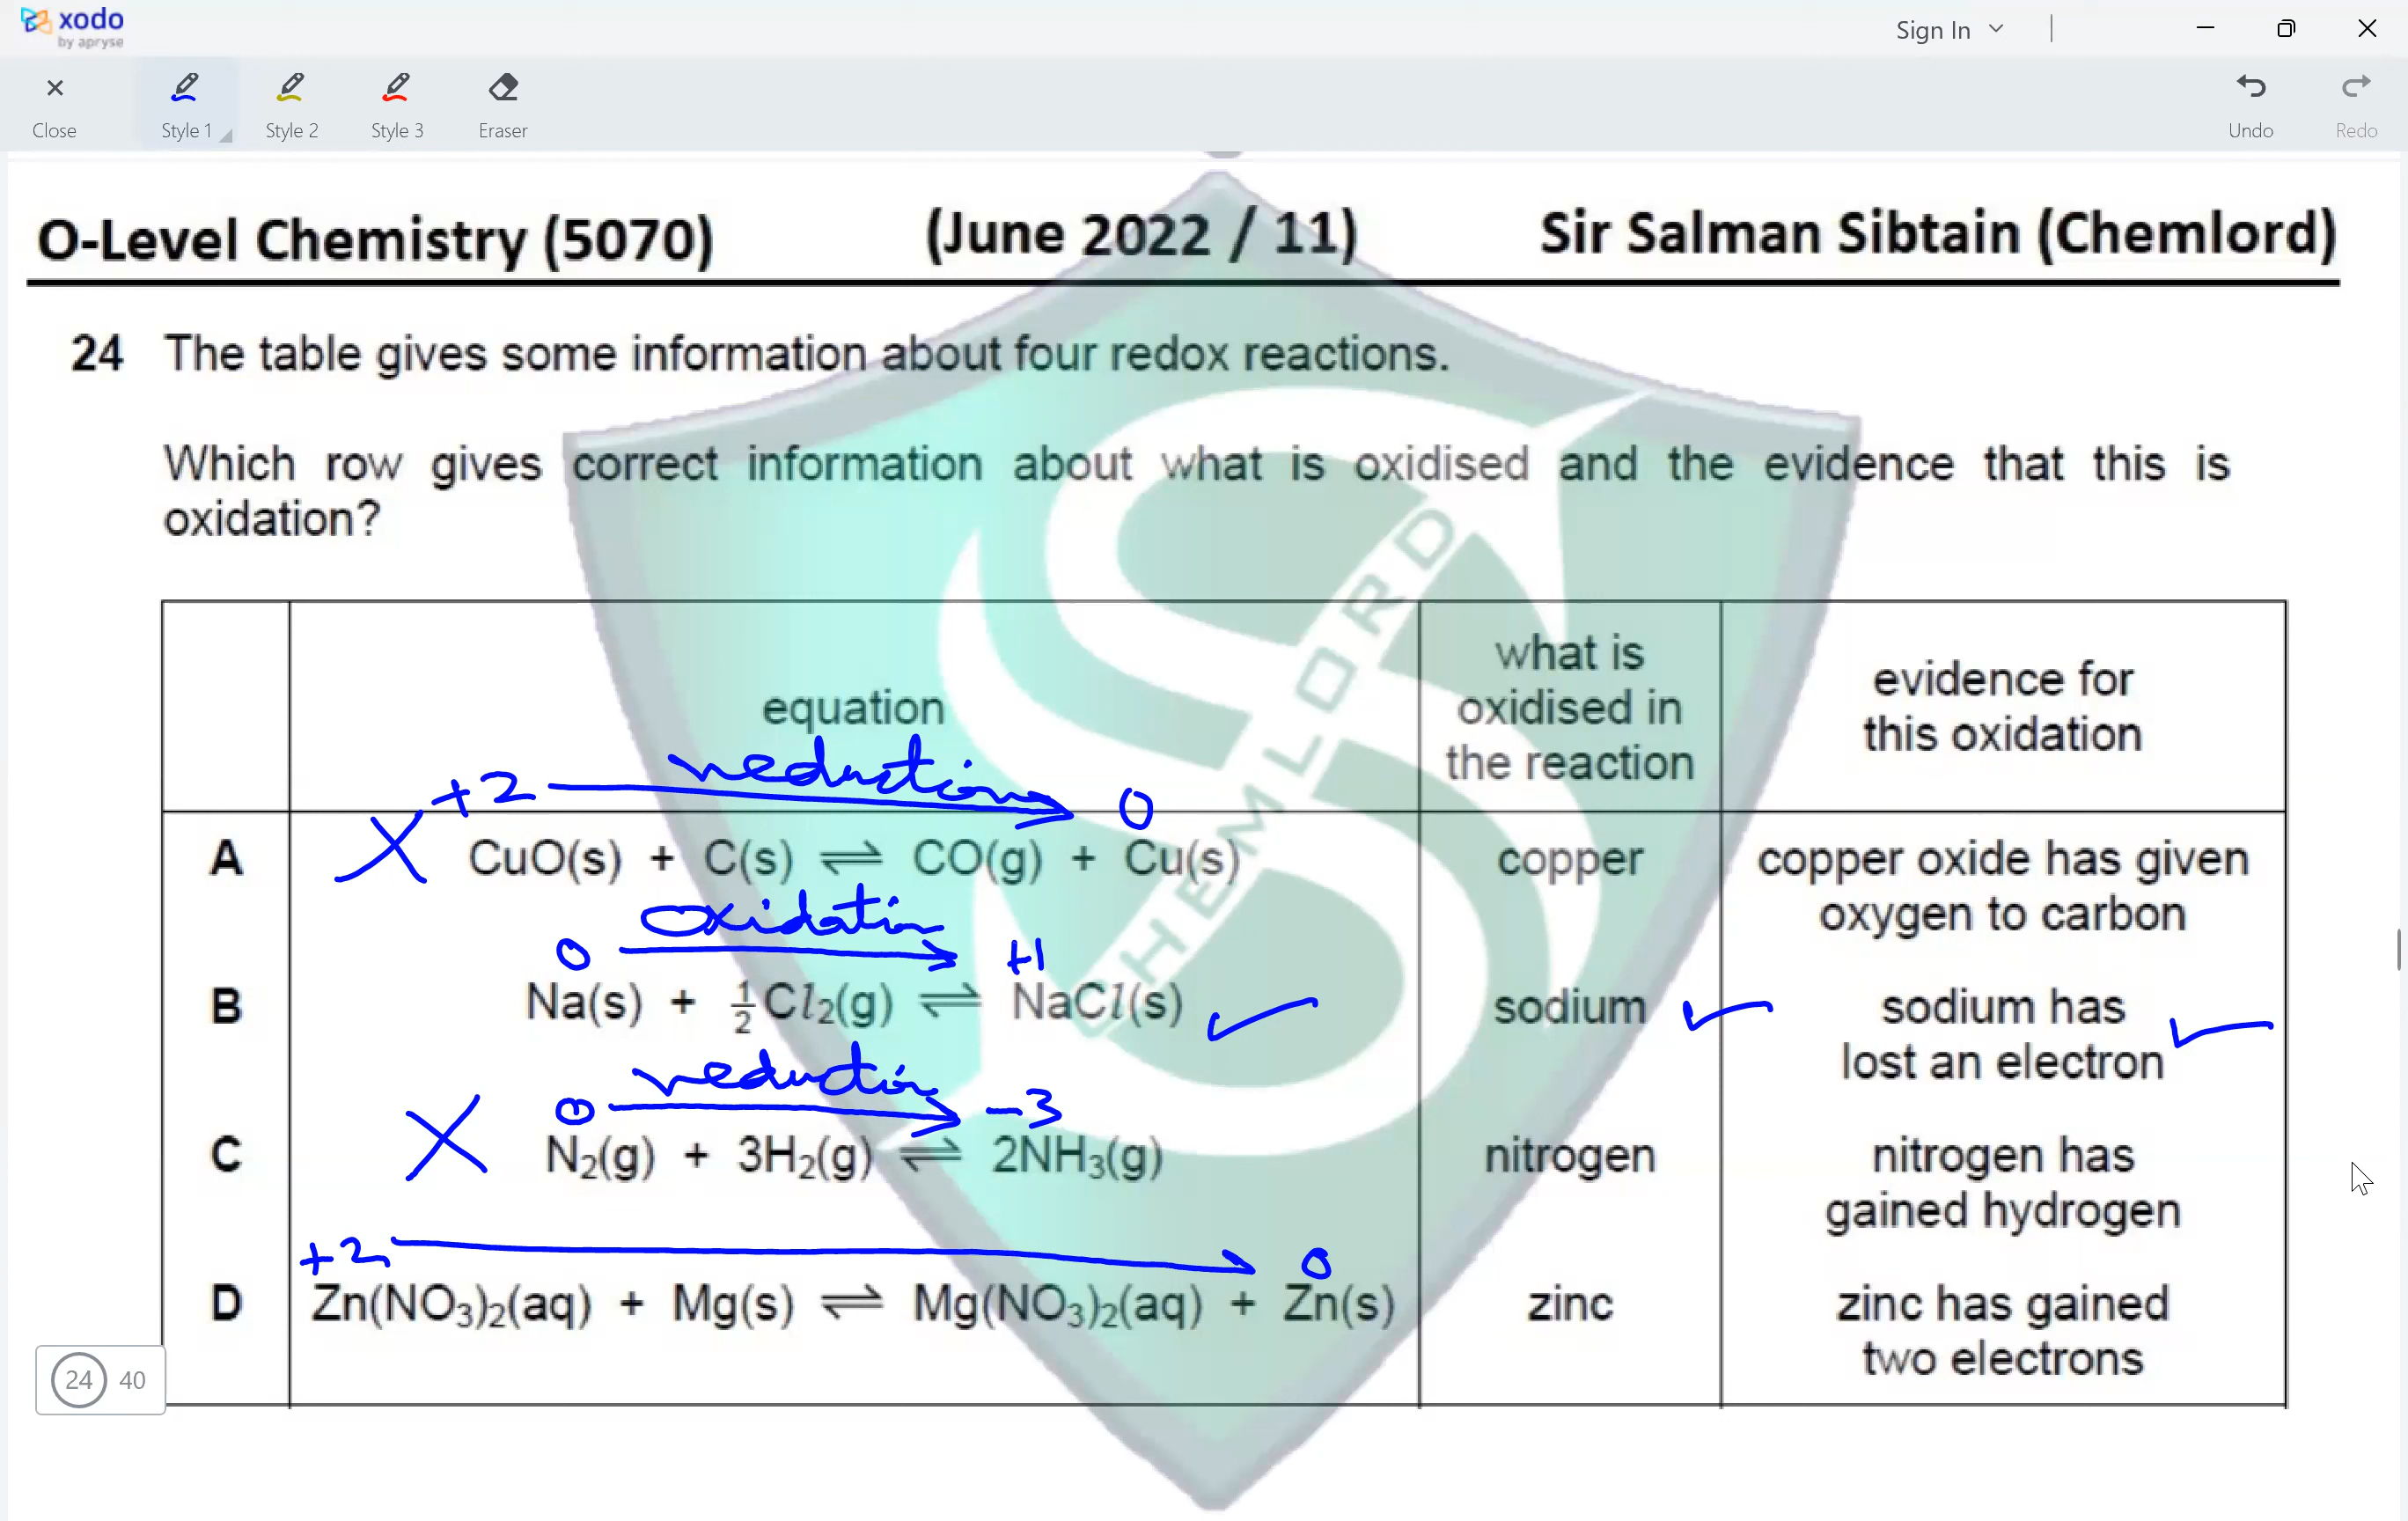 xodo
by apryse
Sign In
Close
Style 1
Style 2
Style 3
Eraser
Undo
Redo
O-Level Chemistry (5070) (June 2022 / 11) Sir Salman Sibtain (Chemlord)
24 The table gives some information about four redox reactions.
Which row gives correct information about what is oxidised and the evidence that this is
oxidation?
equation
what is
oxidised in
the reaction
evidence for
this oxidation
+2 reduction 0
A CuO(s) + C(s) ⇌ CO(g) + Cu(s) copper copper oxide has given
oxygen to carbon
0 oxidation +1
B Na(s) + ½Cl₂(g) ⇌ NaCl(s) sodium sodium has
lost an electron
0 reduction -3
C N₂(g) + 3H₂(g) ⇌ 2NH₃(g) nitrogen nitrogen has
gained hydrogen
+2 0
D Zn(NO₃)₂(aq) + Mg(s) ⇌ Mg(NO₃)₂(aq) + Zn(s) zinc zinc has gained
two electrons
24 40
CHEMLORD